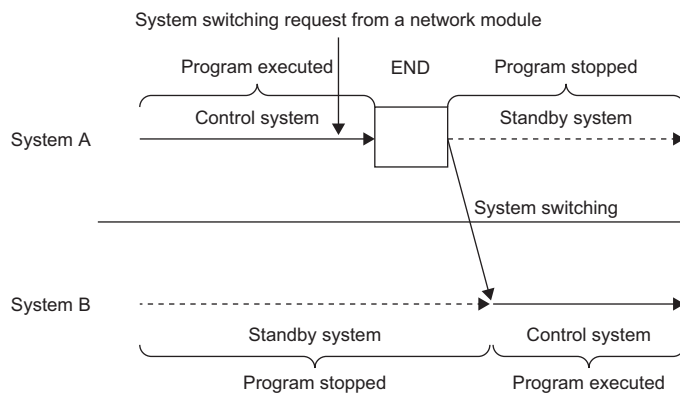 System switching request from a network module
Program executed
END
Program stopped
Control system
Standby system
System A
System switching
System B
Standby system
Control system
Program stopped
Program executed